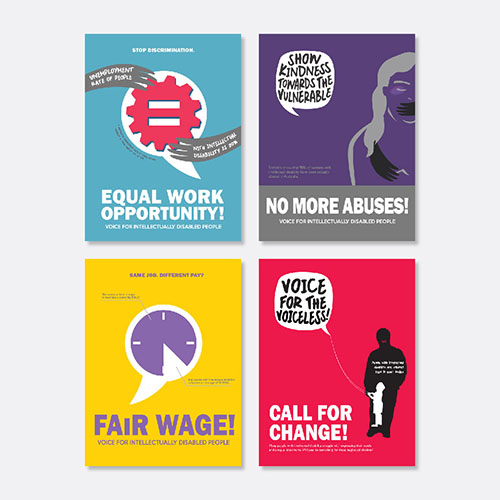 STOP DISCRIMINATION.
UNEMPLOYMENT
RATE OF PEOPLE
WITH INTELLECTUAL
DISABILITY IS
EQUAL WORK
OPPORTUNITY!
VOICE FOR INTELLECTUALLY DISABLED PEOPLE
SHOW
KINDNESS
TOWARDS THE
VULNERABLE
NO MORE ABUSES!
VOICE FOR INTELLECTUALLY DISABLED PEOPLE
SAME JOB. DIFFERENT PAY?
FAiR WAGE!
VOICE FOR INTELLECTUALLY DISABLED PEOPLE
VOICE
FOR THE
VOICELESS!
CALL FOR
CHANGE!